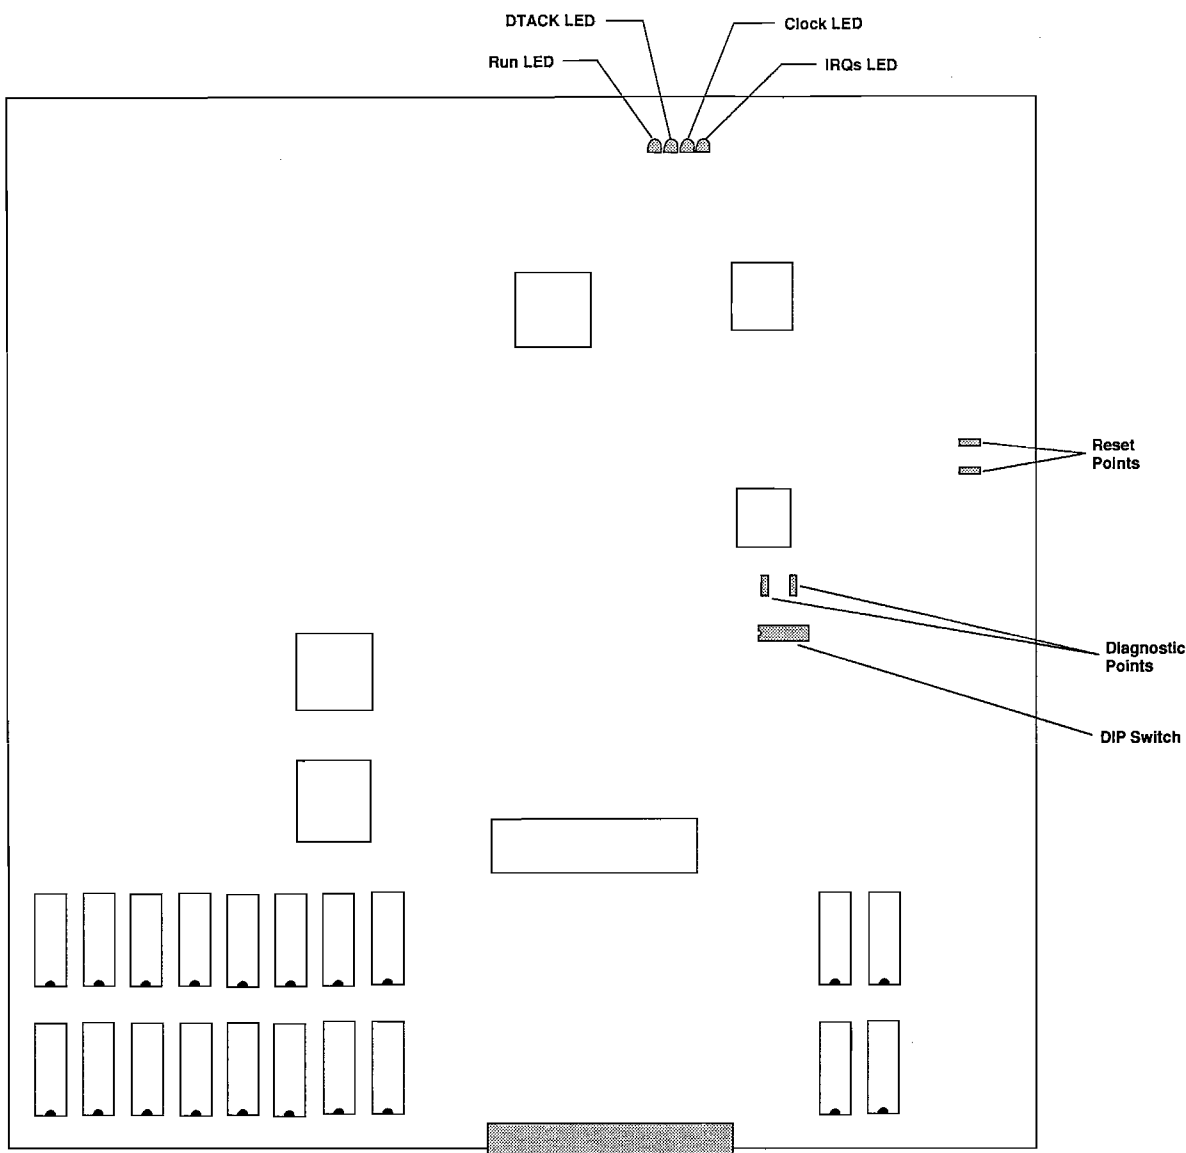 DTACK LED
Clock LED
Run LED
IRQs LED
Reset
Points
Diagnostic
Points
DIP Switch